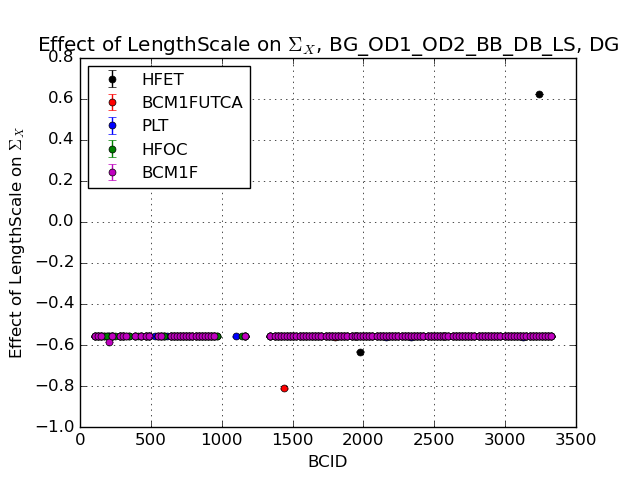 Effect of LengthScale on Σ_X, BG_OD1_OD2_BB_DB_LS, DG
0.8
0.6
0.4
0.2
0.0
−0.2
−0.4
−0.6
−0.8
−1.0
Effect of LengthScale on Σ_X
HFET
BCM1FUTCA
PLT
HFOC
BCM1F
0 500 1000 1500 2000 2500 3000 3500
BCID